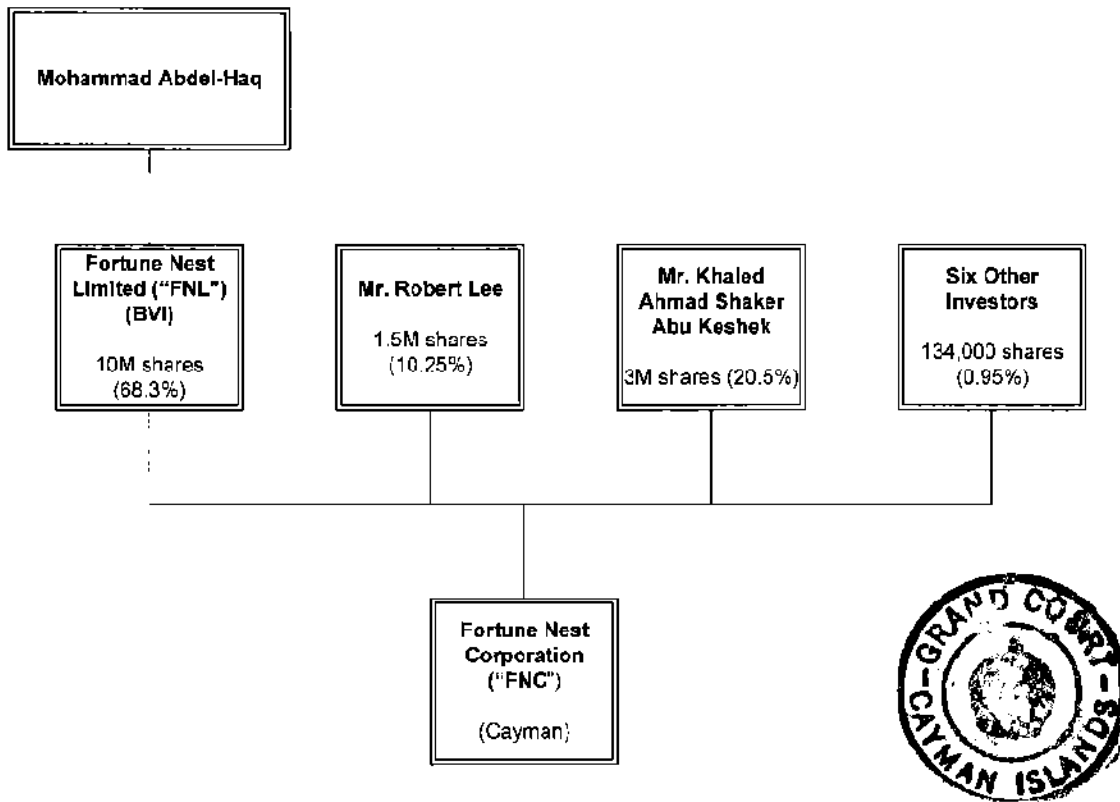 Mohammad Abdel-Haq
Fortune Nest
Limited ("FNL")
(BVI)
10M shares
(68.3%)
Mr. Robert Lee
1.5M shares
(10.25%)
Mr. Khaled
Ahmad Shaker
Abu Keshek
3M shares (20.5%)
Six Other
Investors
134,000 shares
(0.95%)
Fortune Nest
Corporation
("FNC")
(Cayman)
GRAND COURT
CAYMAN ISLANDS